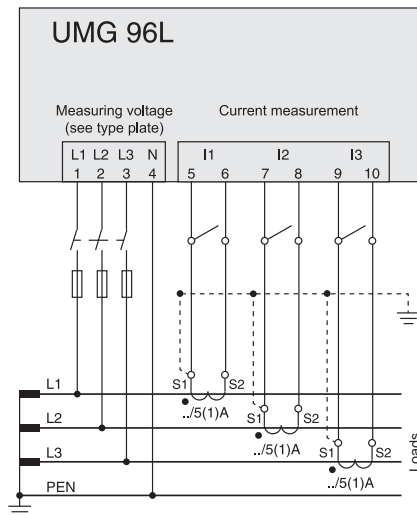 UMG 96L
Measuring voltage
(see type plate)
Current measurement
L1 L2 L3 N I1 I2 I3
1 2 3 4 5 6 7 8 9 10
L1 S1 S2
../5(1)A
L2 S1 S2
../5(1)A
L3 S1 S2
../5(1)A
PEN
Loads